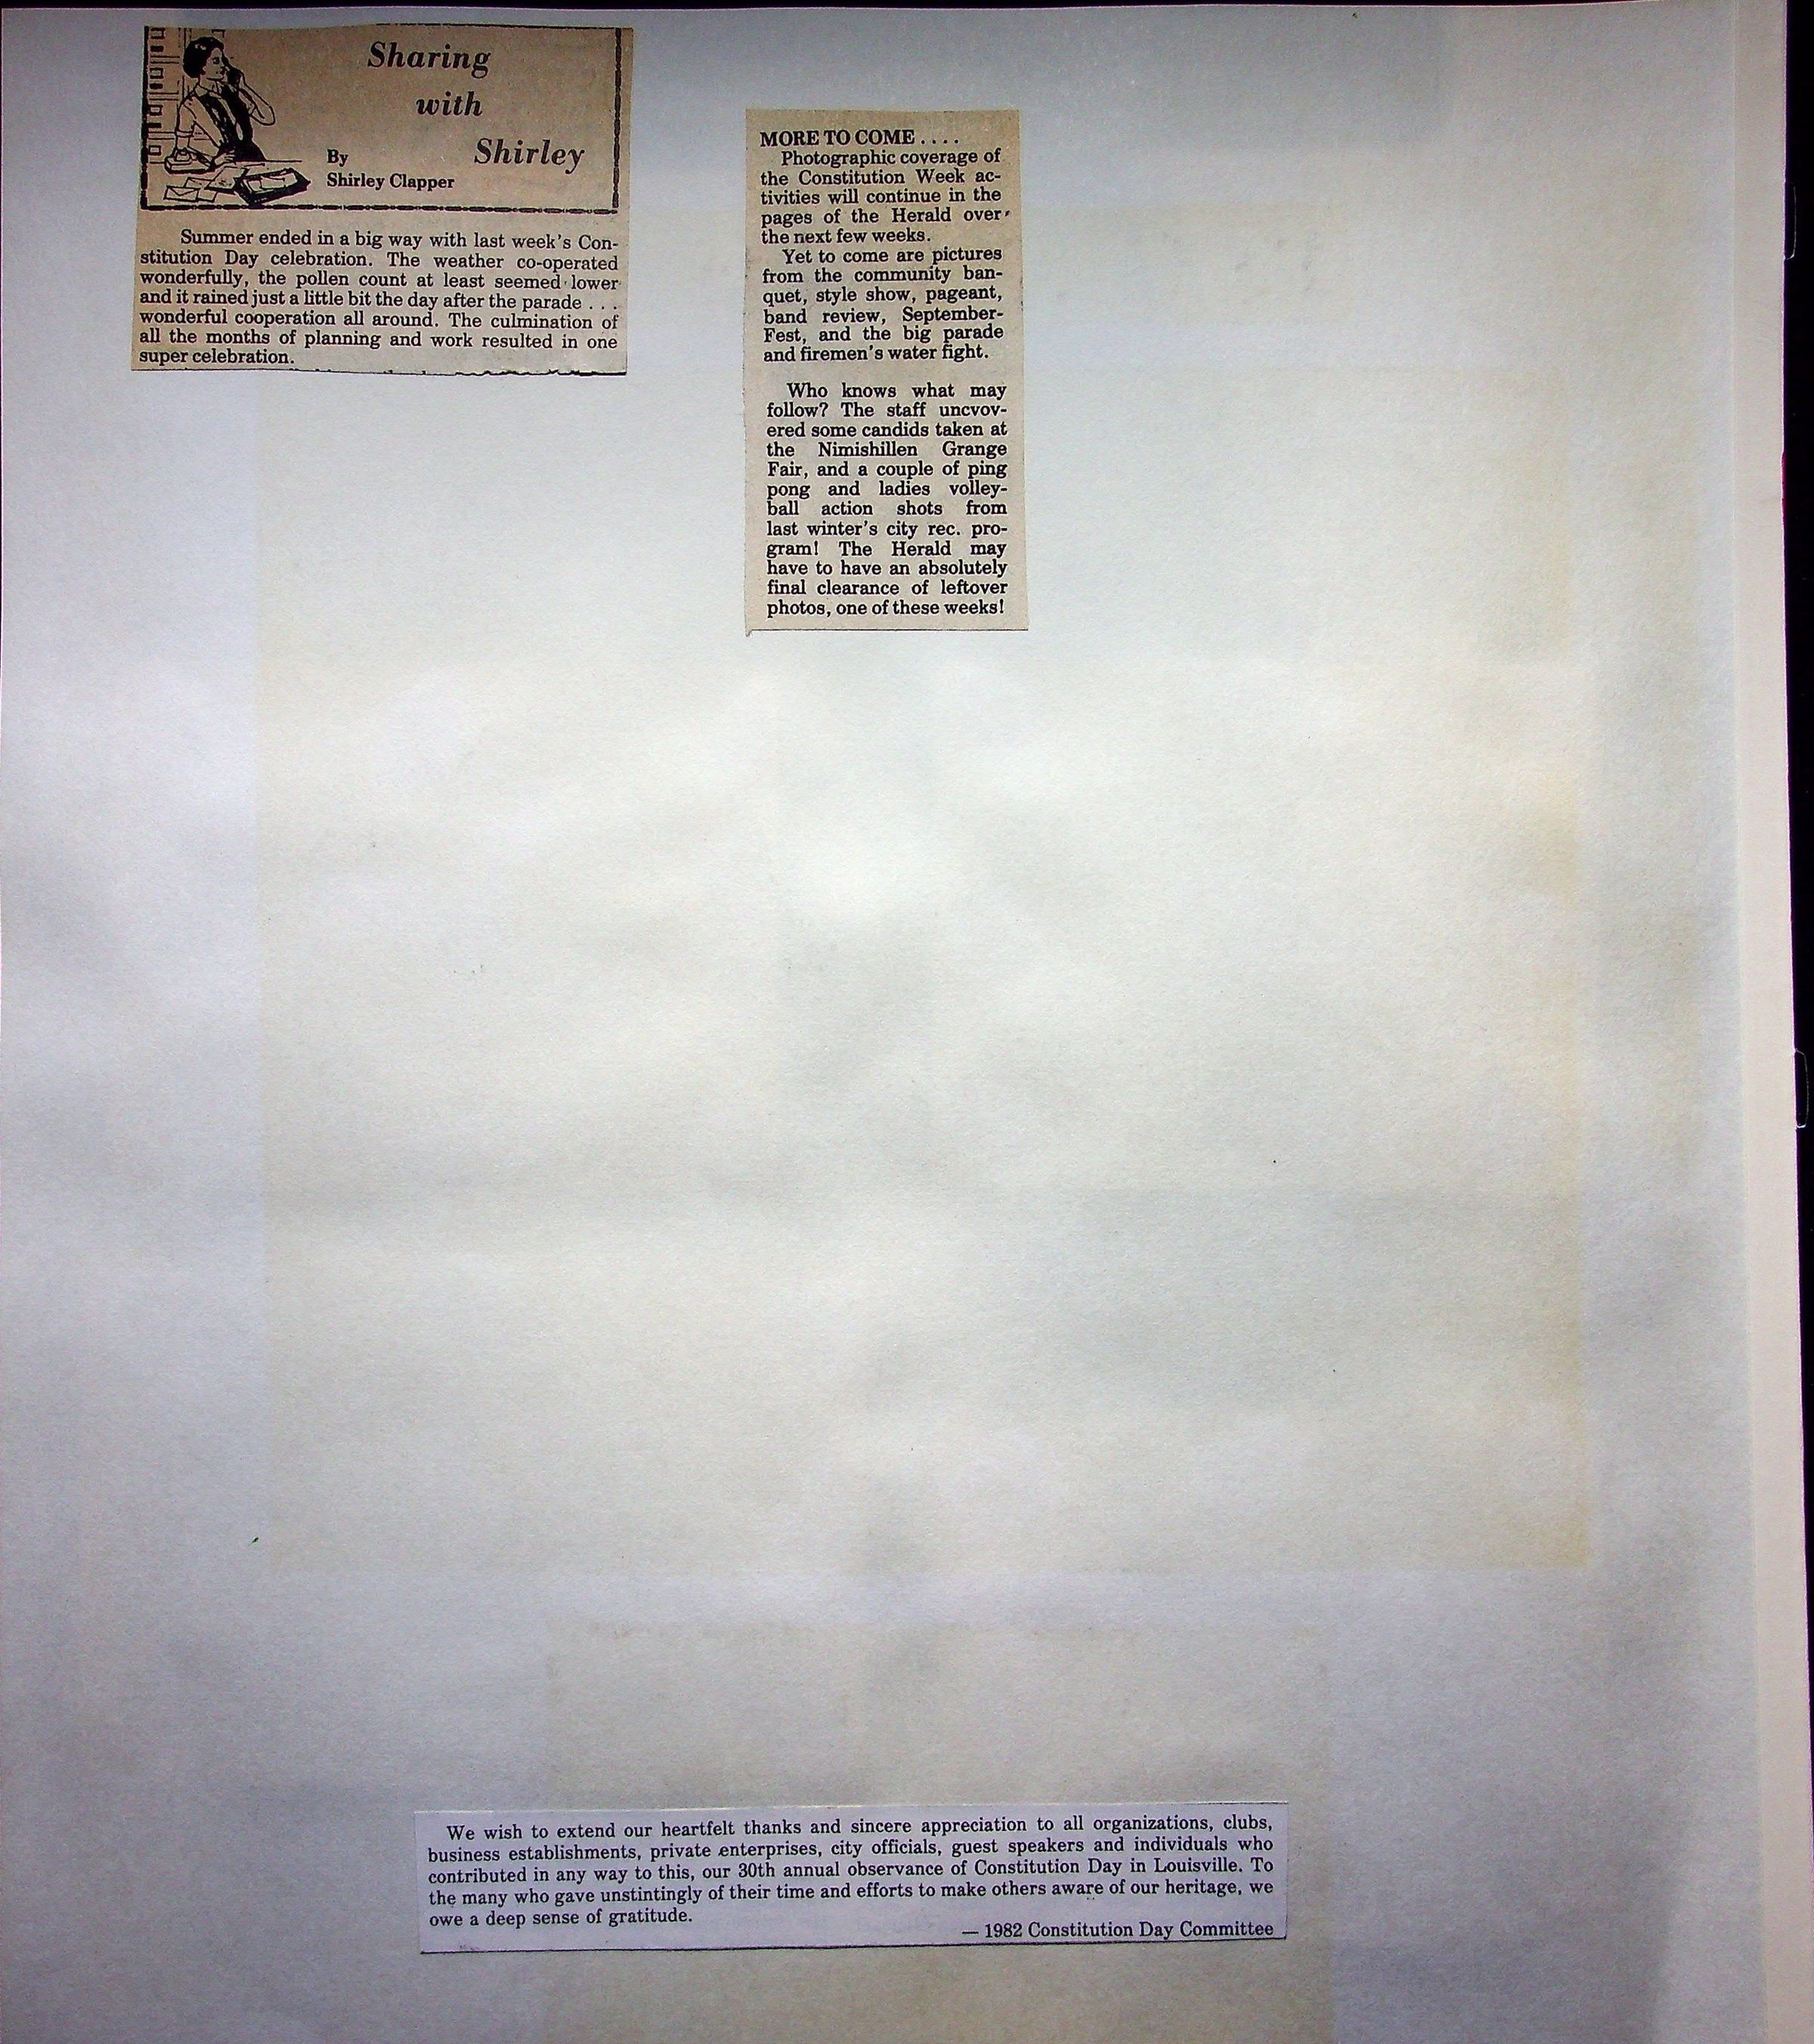 Sharing
with
Shirley
By
Shirley Clapper
Summer ended in a big way with last week's Con-
stitution Day celebration. The weather co-operated
wonderfully, the pollen count at least seemed lower
and it rained just a little bit the day after the parade . . .
wonderful cooperation all around. The culmination of
all the months of planning and work resulted in one
super celebration.
MORE TO COME . . . .
Photographic coverage of
the Constitution Week ac-
tivities will continue in the
pages of the Herald over
the next few weeks.
Yet to come are pictures
from the community ban-
quet, style show, pageant,
band review, September-
Fest, and the big parade
and firemen's water fight.
Who knows what may
follow? The staff uncvov-
ered some candids taken at
the Nimishillen Grange
Fair, and a couple of ping
pong and ladies volley-
ball action shots from
last winter's city rec. pro-
gram! The Herald may
have to have an absolutely
final clearance of leftover
photos, one of these weeks!
We wish to extend our heartfelt thanks and sincere appreciation to all organizations, clubs,
business establishments, private enterprises, city officials, guest speakers and individuals who
contributed in any way to this, our 30th annual observance of Constitution Day in Louisville. To
the many who gave unstintingly of their time and efforts to make others aware of our heritage, we
owe a deep sense of gratitude.
— 1982 Constitution Day Committee